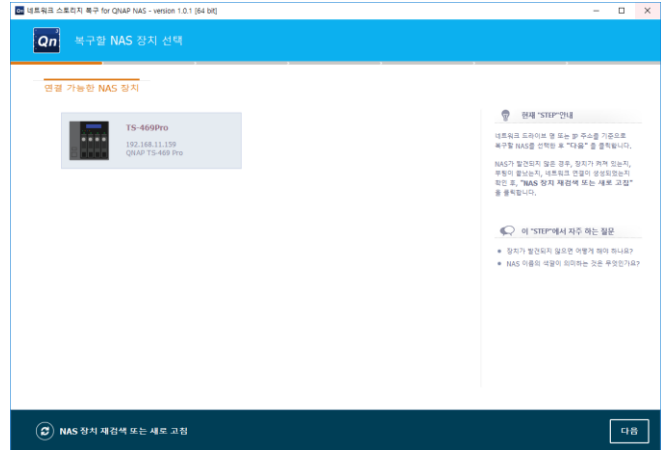 네트워크 스토리지 복구 for QNAP NAS - version 1.0.1 [64 bit]
Qn
복구할 NAS 장치 선택
연결 가능한 NAS 장치
TS-469Pro
192.168.11.159
QNAP TS-469 Pro
현재 "STEP"안내
네트워크 드라이브 명 또는 IP 주소를 기준으로
복구할 NAS를 선택한 후 "다음" 을 클릭합니다.
NAS가 발견되지 않은 경우, 장치가 켜져 있는지,
부팅이 끝났는지, 네트워크 연결이 생성되었는지
확인 후, "NAS 장치 재검색 또는 새로 고침"
을 클릭합니다.
이 "STEP"에서 자주 하는 질문
장치가 발견되지 않으면 어떻게 해야 하나요?
NAS 이름의 색깔이 의미하는 것은 무엇인가요?
NAS 장치 재검색 또는 새로 고침
다음